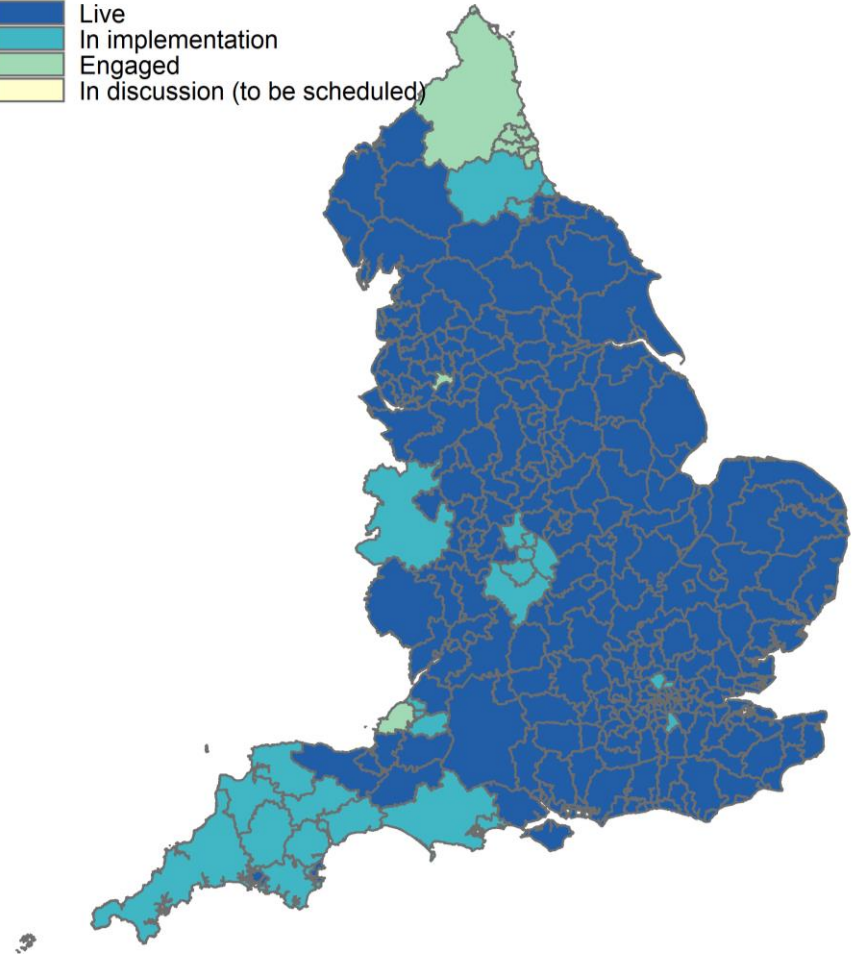 Live
In implementation
Engaged
In discussion (to be scheduled)